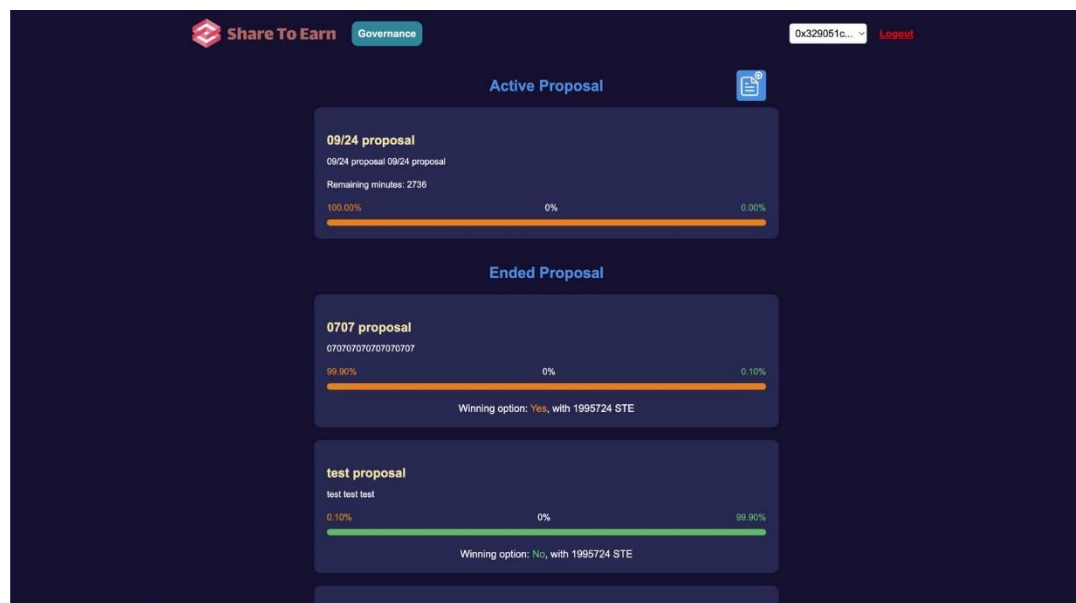 Share To Earn Governance 0x329051c... Logout
Active Proposal
09/24 proposal
09/24 proposal 09/24 proposal
Remaining minutes: 2736
100.00% 0% 0.00%
Ended Proposal
0707 proposal
070707070707070707
99.90% 0% 0.10%
Winning option: Yes, with 1995724 STE
test proposal
test test test
0.10% 0% 99.90%
Winning option: No, with 1995724 STE